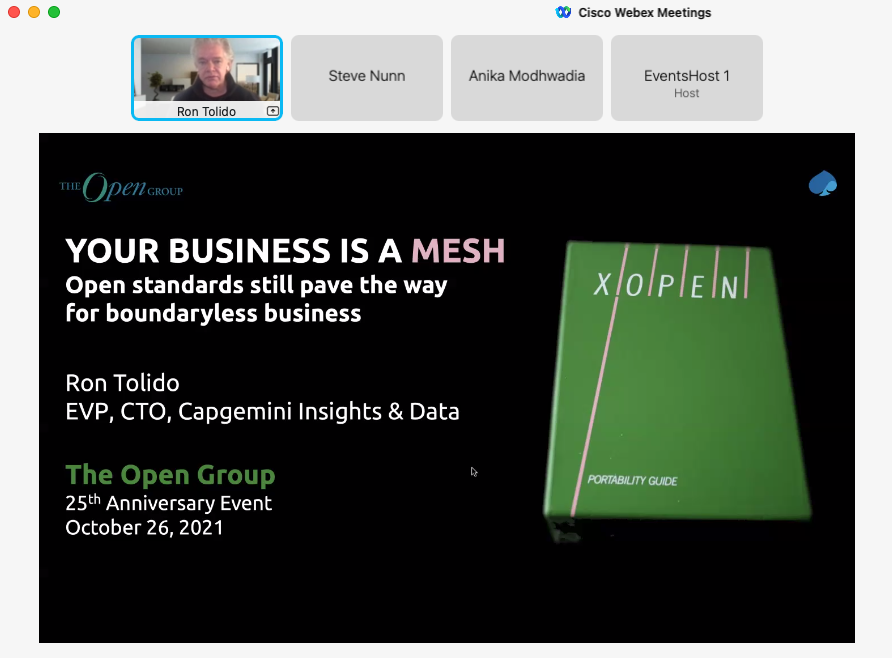 Cisco Webex Meetings
Ron Tolido
Steve Nunn
Anika Modhwadia
EventsHost 1
Host
THE Open GROUP
YOUR BUSINESS IS A MESH
Open standards still pave the way
for boundaryless business
Ron Tolido
EVP, CTO, Capgemini Insights & Data
The Open Group
25th Anniversary Event
October 26, 2021
X/OPEN
PORTABILITY GUIDE